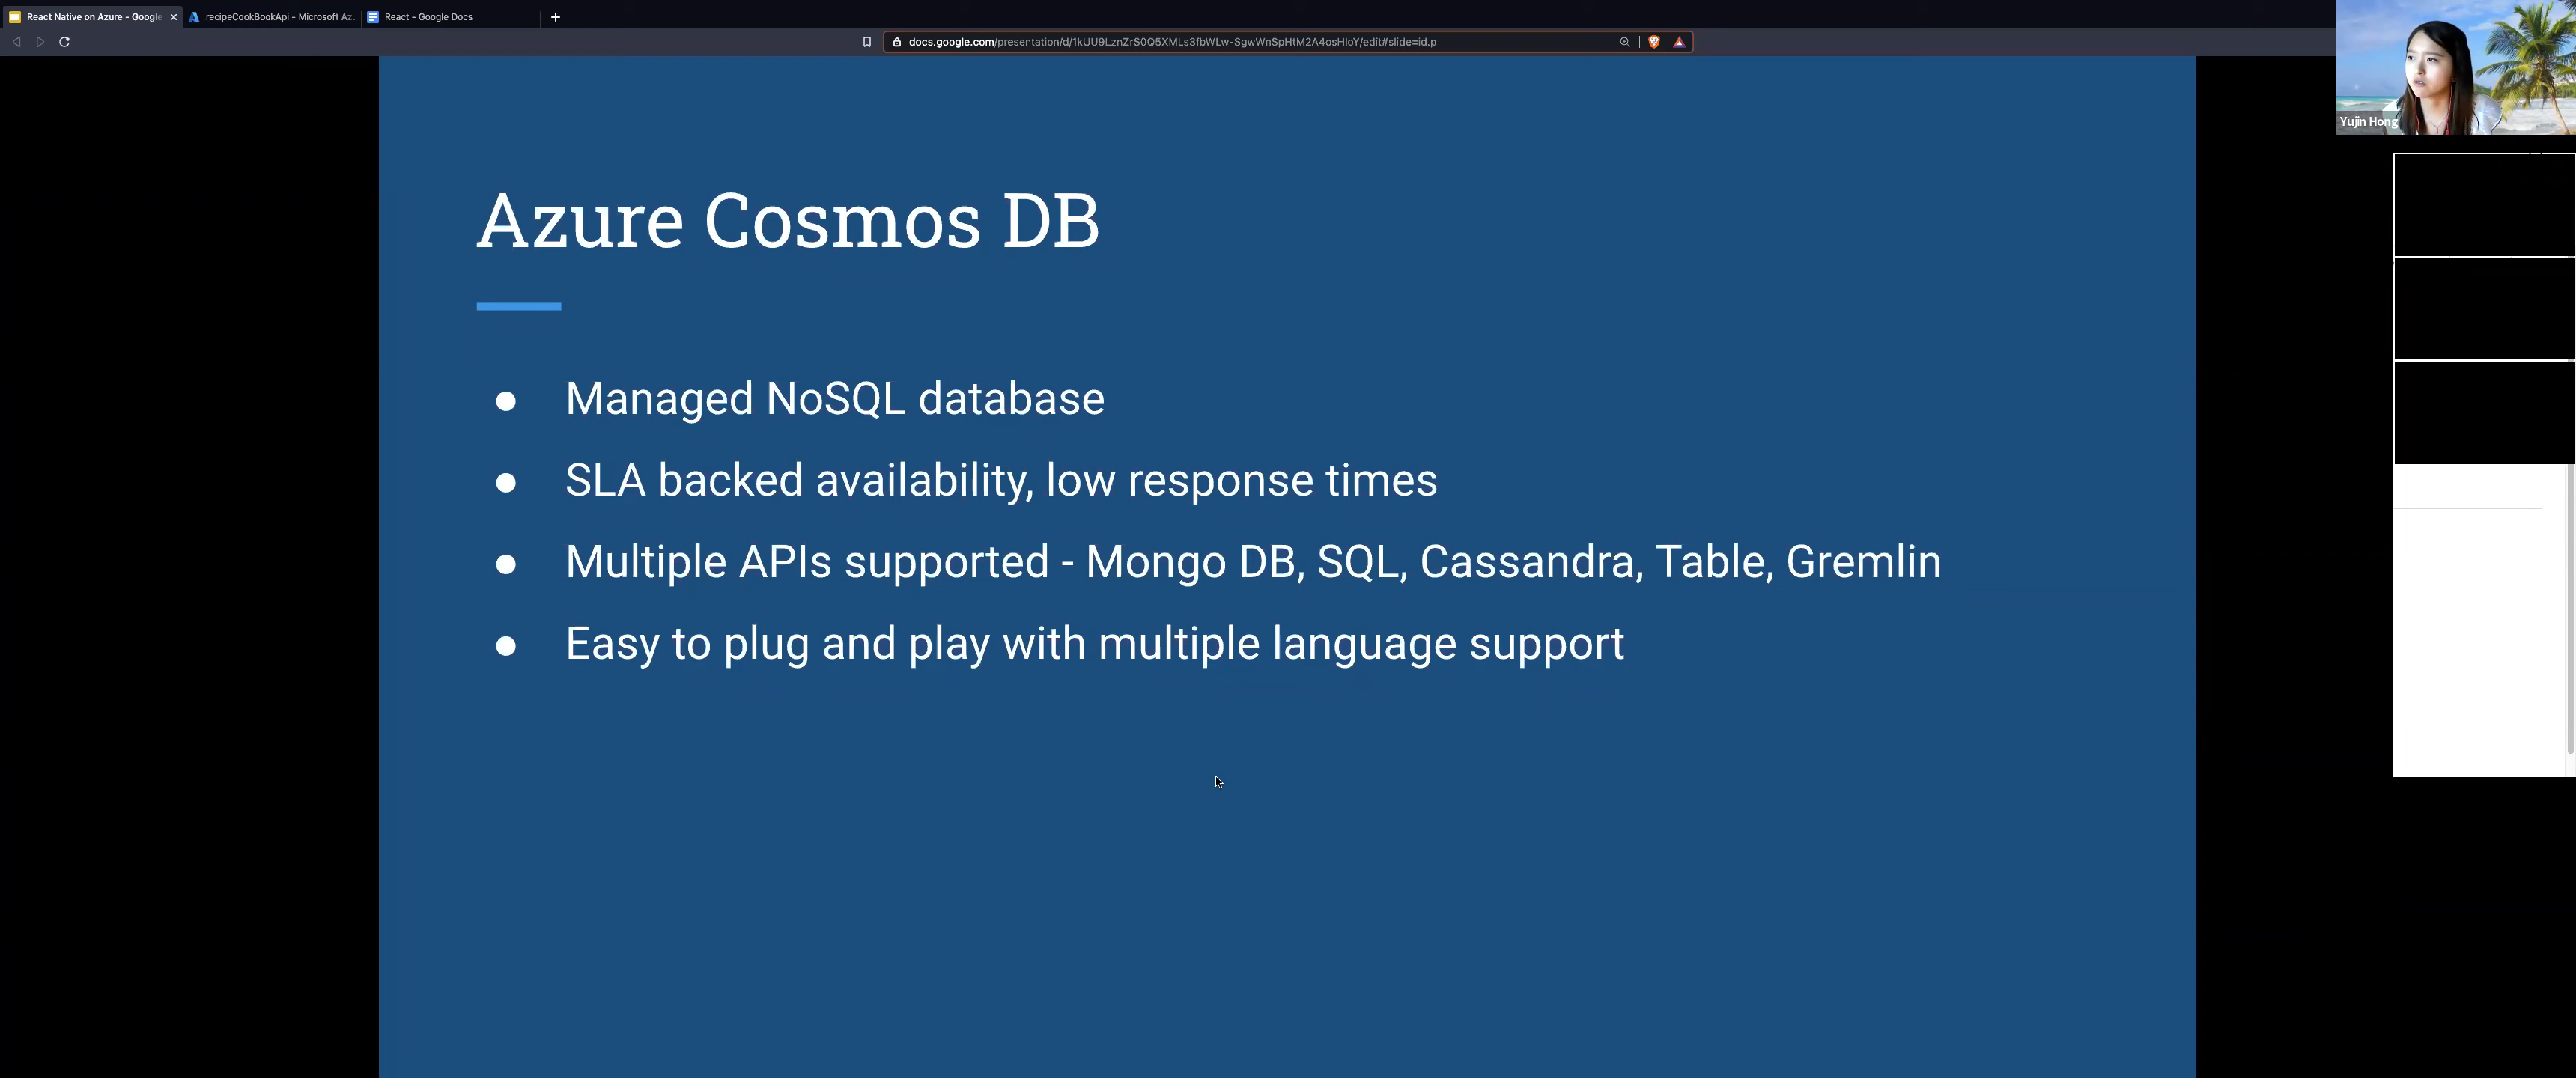 React Native on Azure - Google
recipeCookBookApi - Microsoft Azu
React - Google Docs
docs.google.com/presentation/d/1kUU9LznZrS0Q5XMLs3fbWLw-SgwWnSpHtM2A4osHIoY/edit#slide=id.p
Yujin Hong
Azure Cosmos DB
● Managed NoSQL database
● SLA backed availability, low response times
● Multiple APIs supported - Mongo DB, SQL, Cassandra, Table, Gremlin
● Easy to plug and play with multiple language support